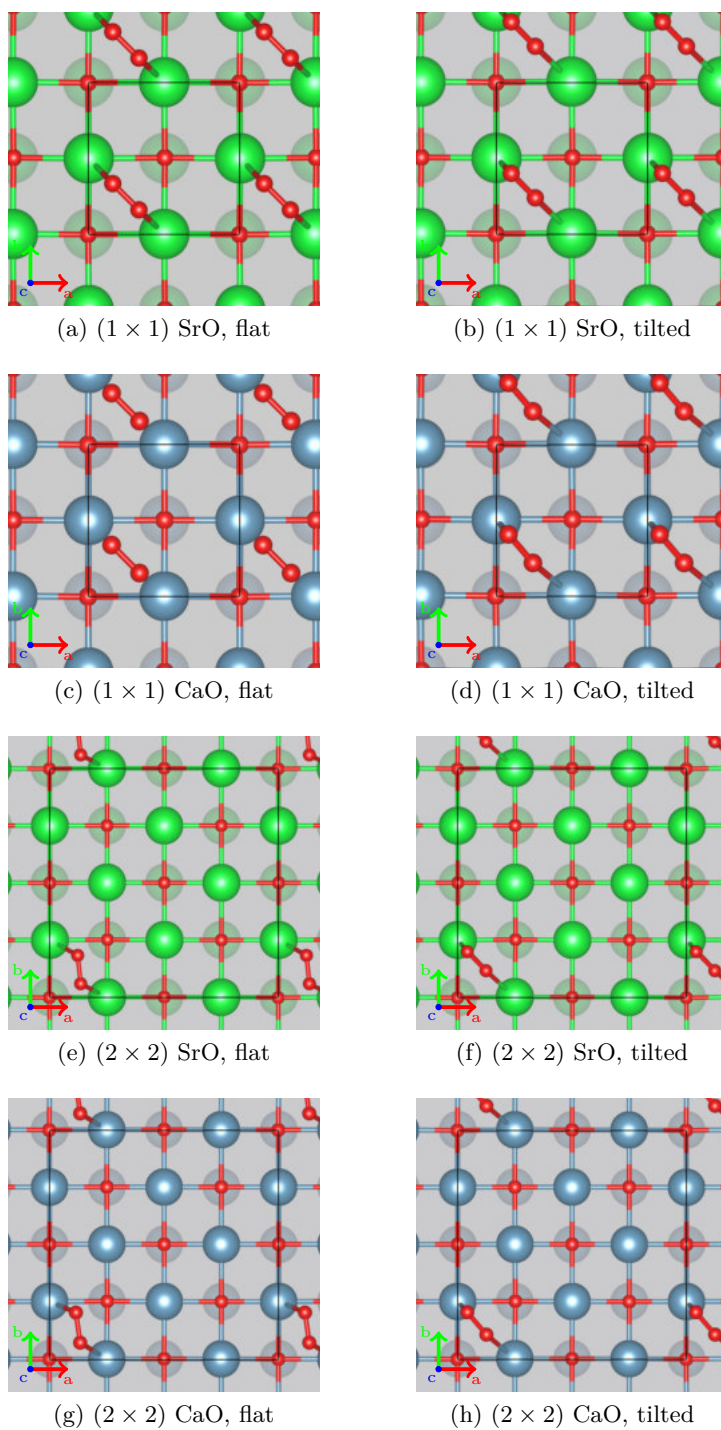 b
c
a
b
c
a
(a) (1 × 1) SrO, flat
(b) (1 × 1) SrO, tilted
b
c
a
b
c
a
(c) (1 × 1) CaO, flat
(d) (1 × 1) CaO, tilted
b
c
a
b
c
a
(e) (2 × 2) SrO, flat
(f) (2 × 2) SrO, tilted
b
c
a
b
c
a
(g) (2 × 2) CaO, flat
(h) (2 × 2) CaO, tilted